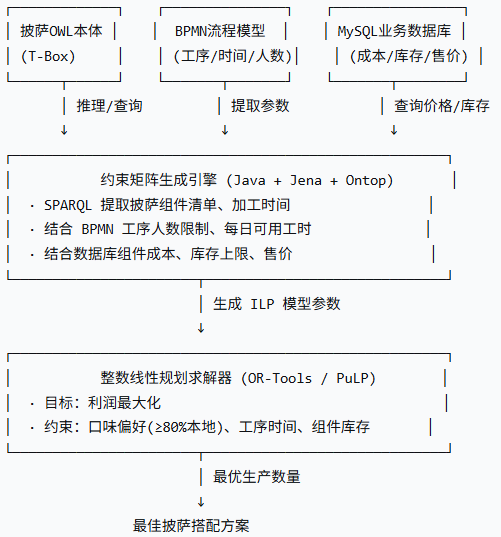 披萨OWL本体 BPMN流程模型 MySQL业务数据库
(T-Box) (工序/时间/人数) (成本/库存/售价)
推理/查询 提取参数 查询价格/库存
约束矩阵生成引擎 (Java + Jena + Ontop)
· SPARQL 提取披萨组件清单、加工时间
· 结合 BPMN 工序人数限制、每日可用工时
· 结合数据库组件成本、库存上限、售价
生成 ILP 模型参数
整数线性规划求解器 (OR-Tools / PuLP)
· 目标: 利润最大化
· 约束: 口味偏好(≥80%本地)、工序时间、组件库存
最优生产数量
最佳披萨搭配方案